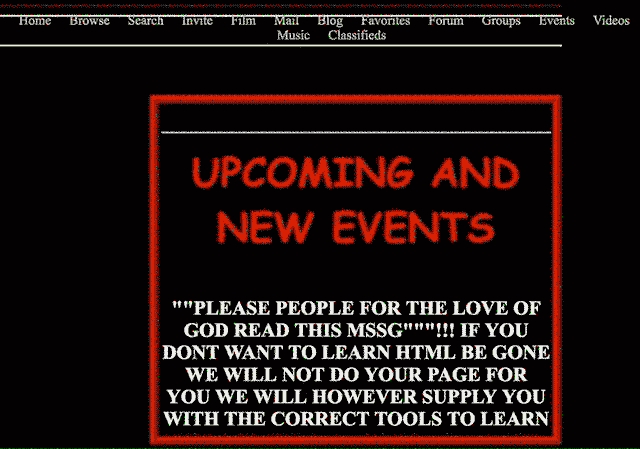 Home Browse Search Invite Film Mail Blog Favorites Forum Groups Events Videos
Music Classifieds
UPCOMING AND
NEW EVENTS
""PLEASE PEOPLE FOR THE LOVE OF
GOD READ THIS MSSG"""!!! IF YOU
DONT WANT TO LEARN HTML BE GONE
WE WILL NOT DO YOUR PAGE FOR
YOU WE WILL HOWEVER SUPPLY YOU
WITH THE CORRECT TOOLS TO LEARN